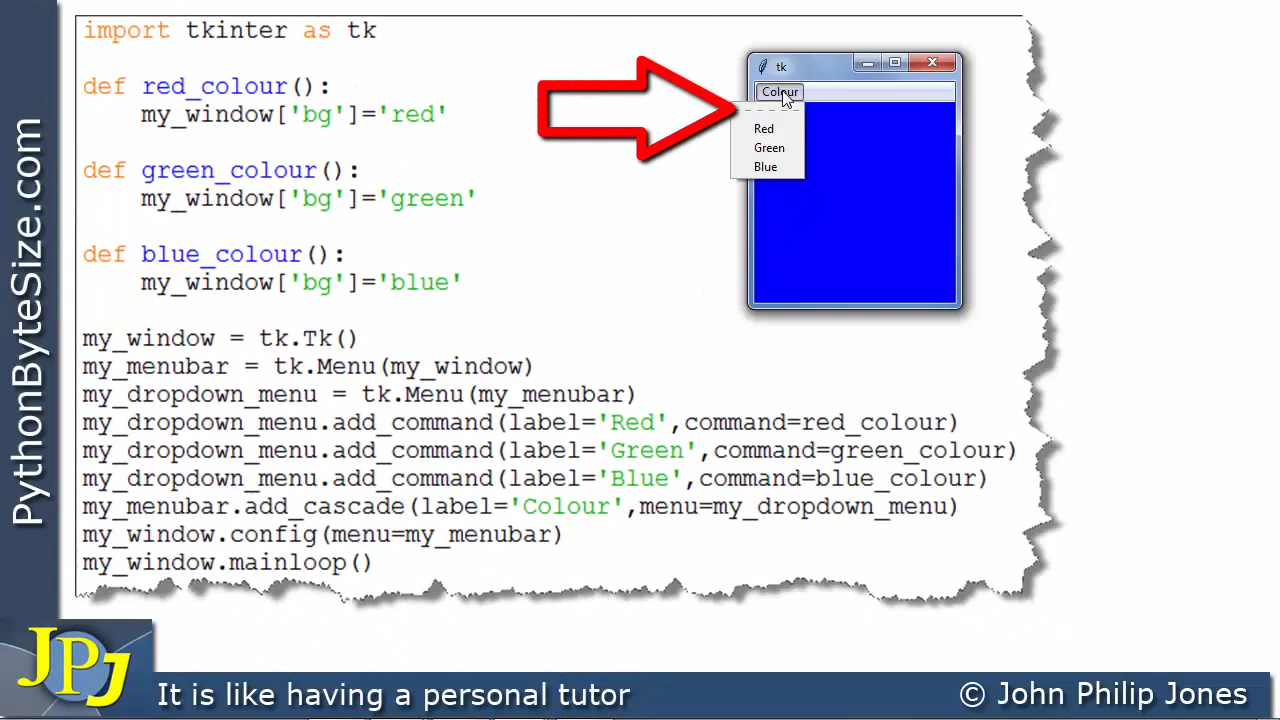 import tkinter as tk
def red_colour():
    my_window['bg']='red'
def green_colour():
    my_window['bg']='green'
def blue_colour():
    my_window['bg']='blue'
my_window = tk.Tk()
my_menubar = tk.Menu(my_window)
my_dropdown_menu = tk.Menu(my_menubar)
my_dropdown_menu.add_command(label='Red',command=red_colour)
my_dropdown_menu.add_command(label='Green',command=green_colour)
my_dropdown_menu.add_command(label='Blue',command=blue_colour)
my_menubar.add_cascade(label='Colour',menu=my_dropdown_menu)
my_window.config(menu=my_menubar)
my_window.mainloop()
tk
Colour
Red
Green
Blue
PythonByteSize.com
JPJ
It is like having a personal tutor
© John Philip Jones